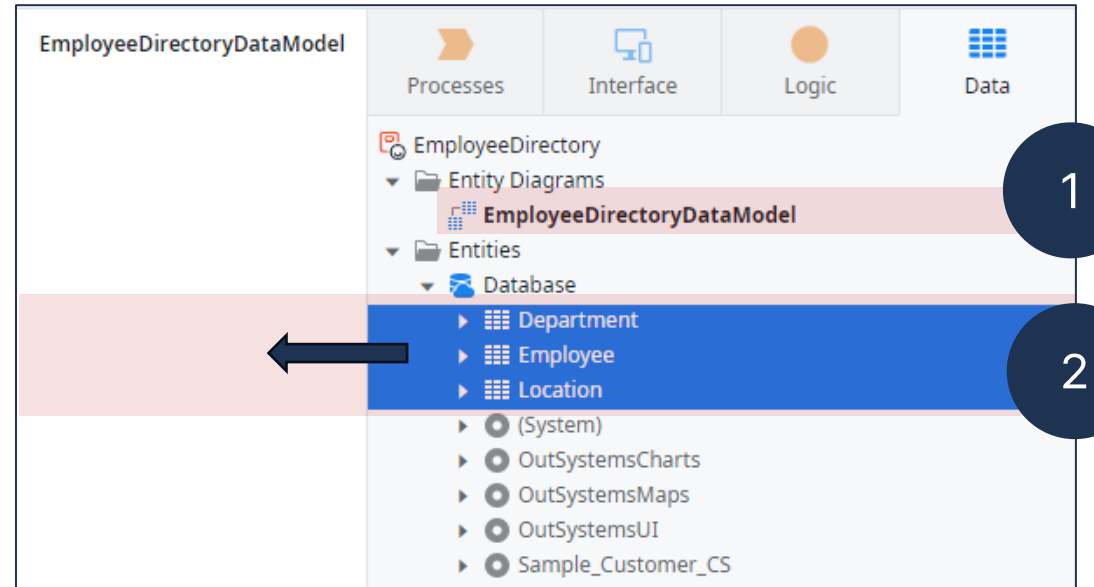 EmployeeDirectoryDataModel
Processes
Interface
Logic
Data
EmployeeDirectory
Entity Diagrams
EmployeeDirectoryDataModel
1
Entities
Database
Department
Employee
2
Location
(System)
OutSystemsCharts
OutSystemsMaps
OutSystemsUI
Sample_Customer_CS